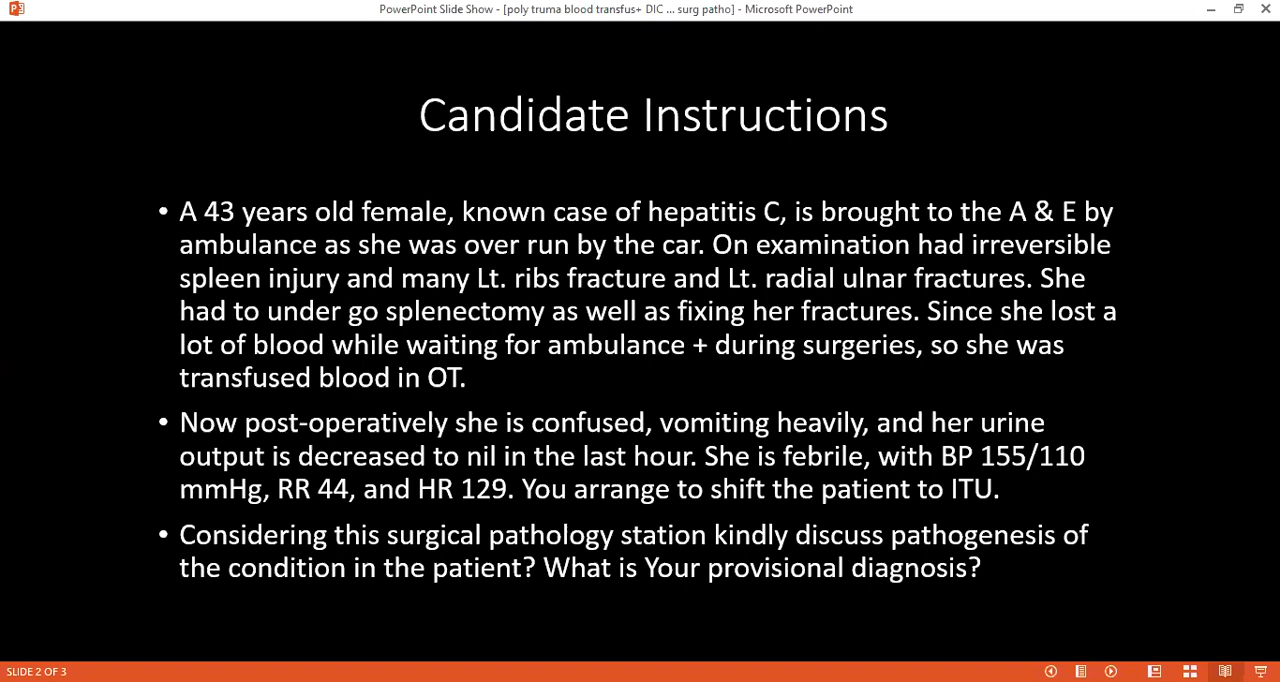 PowerPoint Slide Show - [poly truma blood transfus+ DIC ... surg patho] - Microsoft PowerPoint
Candidate Instructions
• A 43 years old female, known case of hepatitis C, is brought to the A & E by
ambulance as she was over run by the car. On examination had irreversible
spleen injury and many Lt. ribs fracture and Lt. radial ulnar fractures. She
had to under go splenectomy as well as fixing her fractures. Since she lost a
lot of blood while waiting for ambulance + during surgeries, so she was
transfused blood in OT.
• Now post-operatively she is confused, vomiting heavily, and her urine
output is decreased to nil in the last hour. She is febrile, with BP 155/110
mmHg, RR 44, and HR 129. You arrange to shift the patient to ITU.
• Considering this surgical pathology station kindly discuss pathogenesis of
the condition in the patient? What is Your provisional diagnosis?
SLIDE 2 OF 3